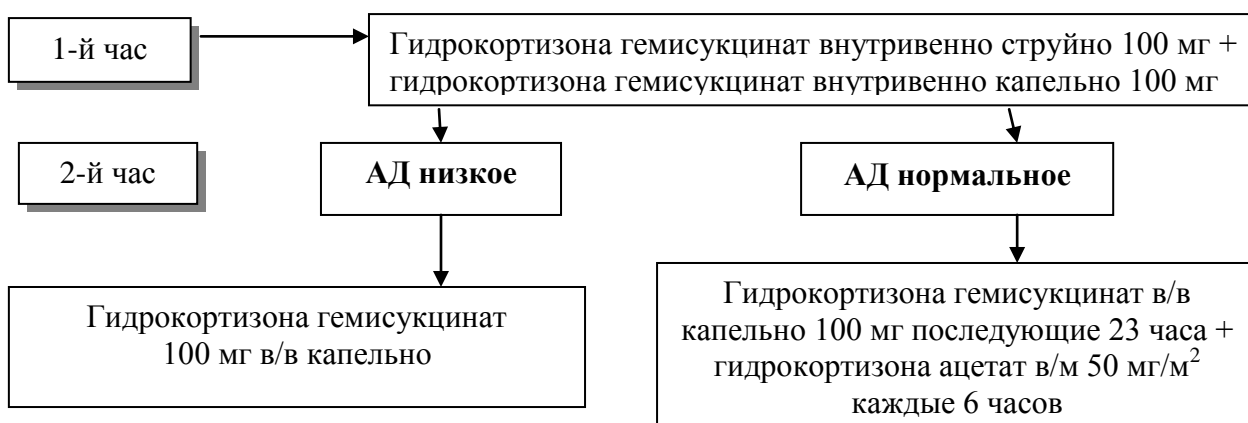 1-й час
Гидрокортизона гемисукцинат внутривенно струйно 100 мг +
гидрокортизона гемисукцинат внутривенно капельно 100 мг
2-й час
АД низкое
АД нормальное
Гидрокортизона гемисукцинат
100 мг в/в капельно
Гидрокортизона гемисукцинат в/в
капельно 100 мг последующие 23 часа +
гидрокортизона ацетат в/м 50 мг/м²
каждые 6 часов